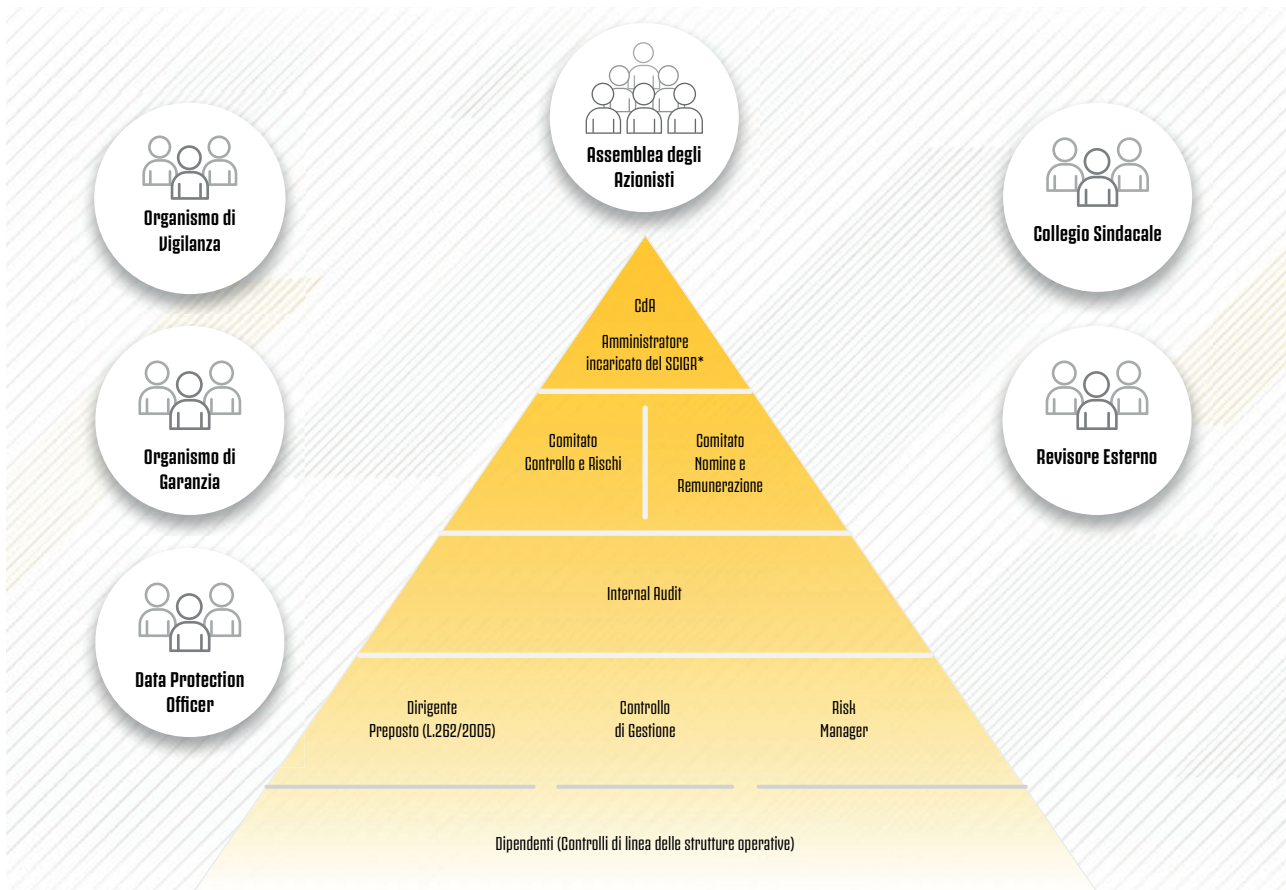 Assemblea degli
Azionisti
Organismo di
Vigilanza
Collegio Sindacale
CdA
Amministratore
incaricato del SCIGR*
Organismo di
Garanzia
Revisore Esterno
Comitato
Controllo e Rischi
Comitato
Nomine e
Remunerazione
Internal Audit
Data Protection
Officer
Dirigente
Preposto (L.262/2005)
Controllo
di Gestione
Risk
Manager
Dipendenti (Controlli di linea delle strutture operative)